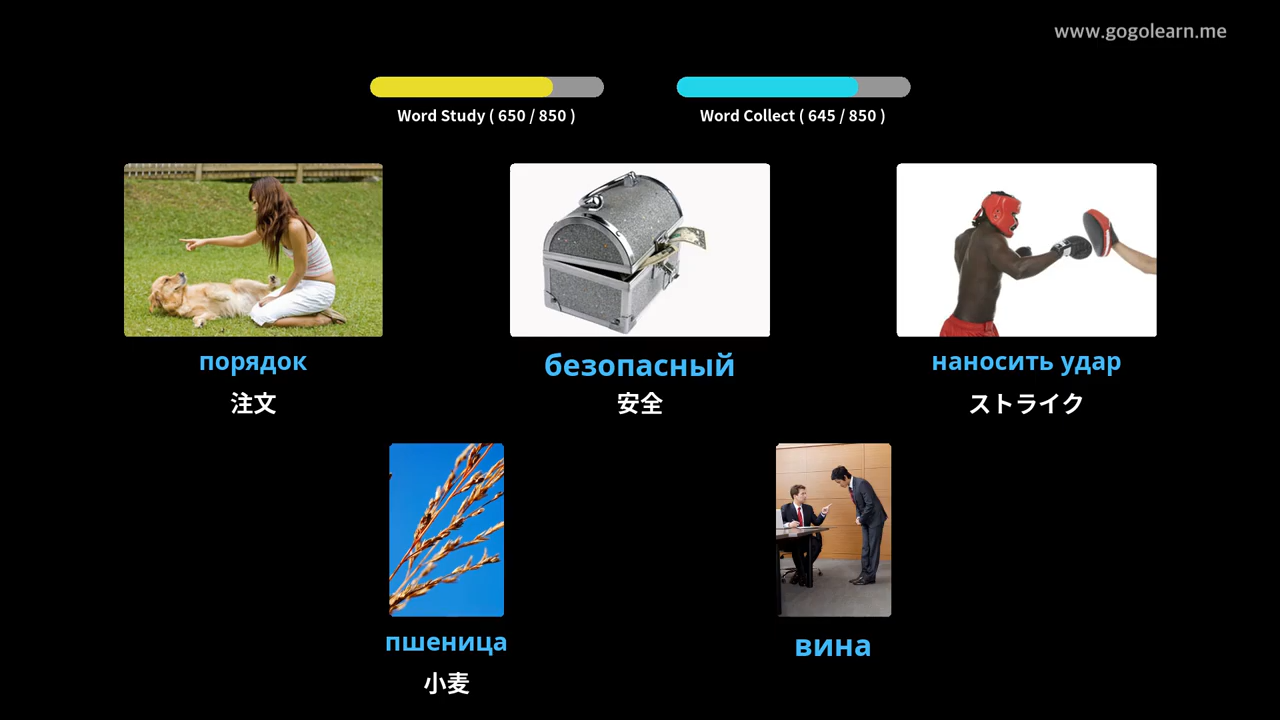 www.gogolearn.me
Word Study ( 650 / 850 )
Word Collect ( 645 / 850 )
порядок
注文
безопасный
安全
наносить удар
ストライク
пшеница
小麦
вина